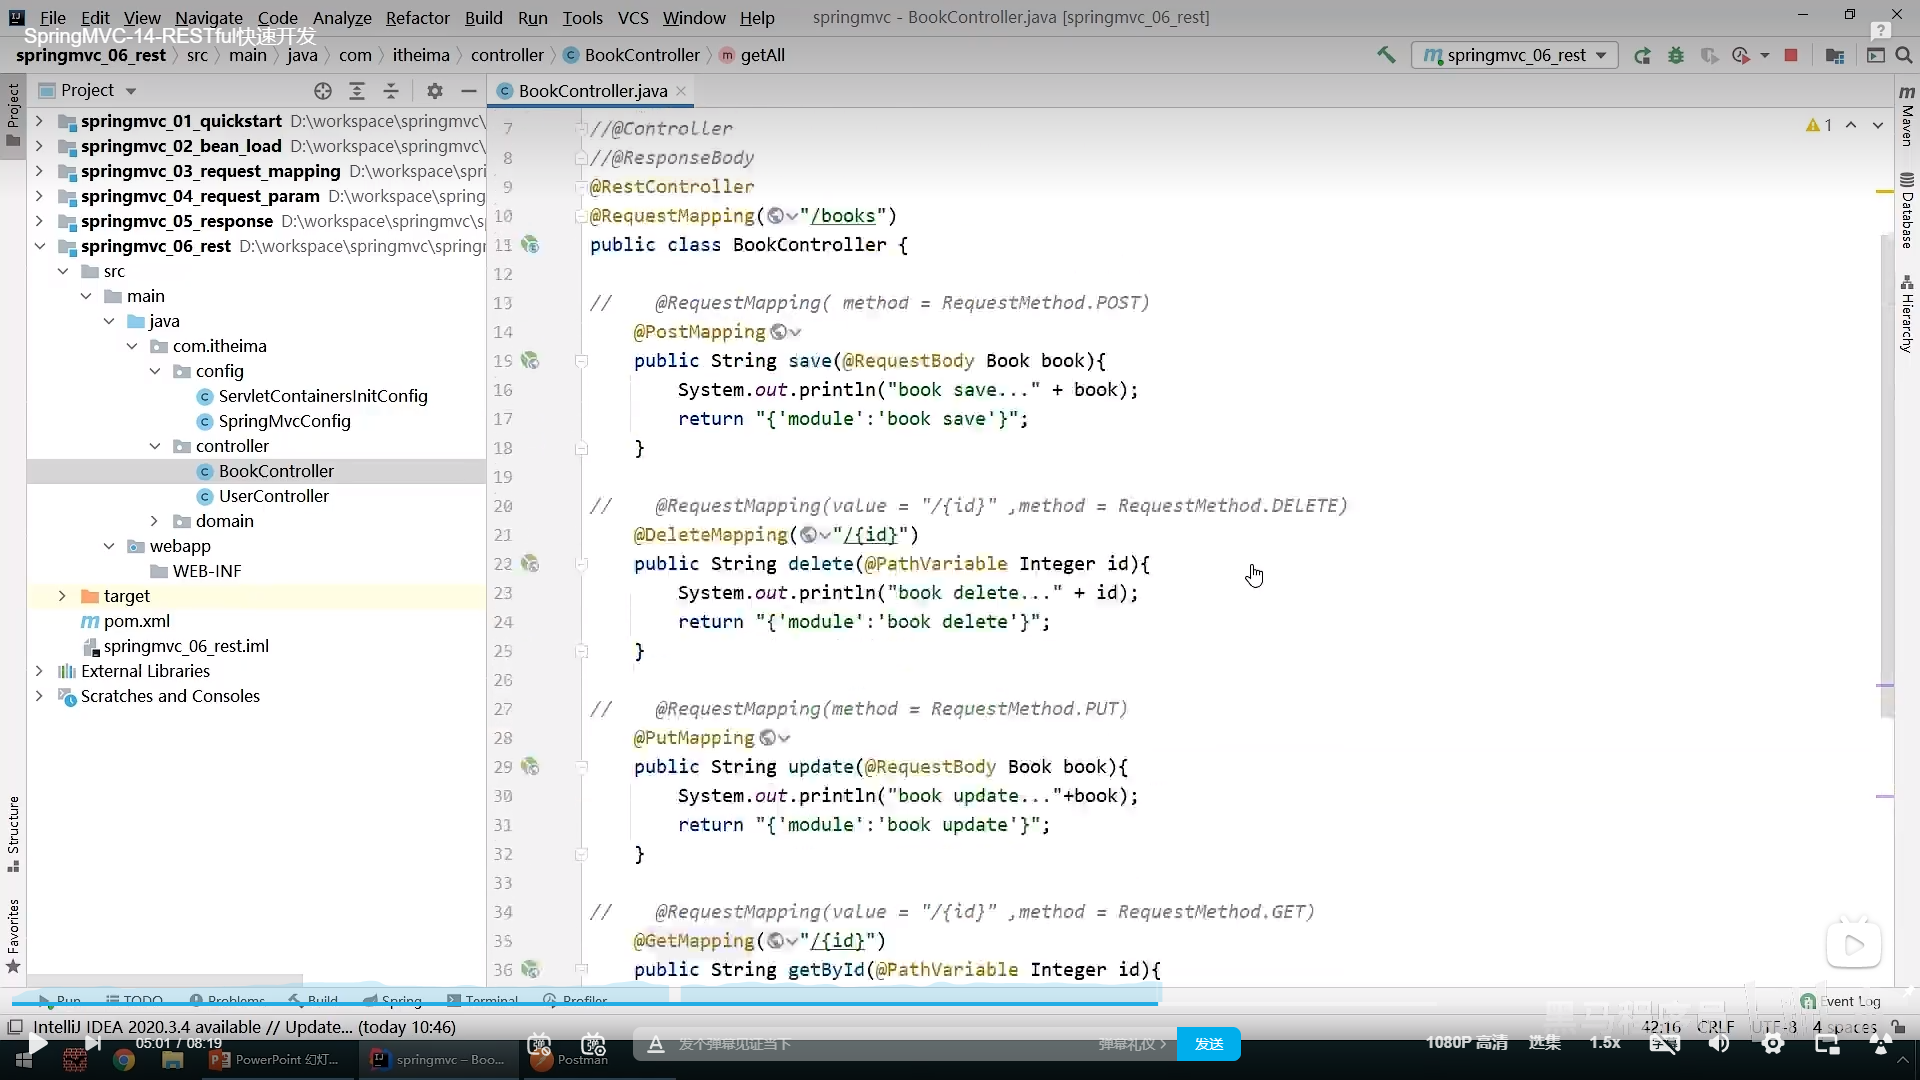 File Edit View Navigate Code Analyze Refactor Build Run Tools VCS Window Help springmvc - BookController.java [springmvc_06_rest]
SpringMVC-14-RESTful快速开发
springmvc_06_rest src main java com itheima controller BookController getAll springmvc_06_rest
Project BookController.java
springmvc_01_quickstart D:\workspace\springmvc\
springmvc_02_bean_load D:\workspace\springmvc\
springmvc_03_request_mapping D:\workspace\spri
springmvc_04_request_param D:\workspace\sprin
springmvc_05_response D:\workspace\springmvc\s
springmvc_06_rest D:\workspace\springmvc\spring
src
main
java
com.itheima
config
ServletContainersInitConfig
SpringMvcConfig
controller
BookController
UserController
domain
webapp
WEB-INF
target
pom.xml
springmvc_06_rest.iml
External Libraries
Scratches and Consoles
Project
Structure
Favorites
7 //@Controller
8 //@ResponseBody
9 @RestController
10 @RequestMapping("/books")
11 public class BookController {
12
13 // @RequestMapping( method = RequestMethod.POST)
14 @PostMapping
public String save(@RequestBody Book book){
16 System.out.println("book save..." + book);
17 return "{'module':'book save'}";
18 }
19
20 // @RequestMapping(value = "/{id}" ,method = RequestMethod.DELETE)
21 @DeleteMapping("/{id}")
22 public String delete(@PathVariable Integer id){
23 System.out.println("book delete..." + id);
24 return "{'module':'book delete'}";
25 }
26
27 // @RequestMapping(method = RequestMethod.PUT)
28 @PutMapping
29 public String update(@RequestBody Book book){
30 System.out.println("book update..."+book);
31 return "{'module':'book update'}";
32 }
33
34 // @RequestMapping(value = "/{id}" ,method = RequestMethod.GET)
35 @GetMapping("/{id}")
36 public String getById(@PathVariable Integer id){
1
Maven
Database
Hierarchy
Run TODO Problems Build Spring Terminal Profiler Event Log
IntelliJ IDEA 2020.3.4 available // Update... (today 10:46) 42:16 CRLF UTF-8 4 spaces
黑马程序员
05:01 / 08:19 发个弹幕见证当下 弹幕礼仪 发送 1080P 高清 选集 1.5x
PowerPoint 幻灯... springmvc – Boo... Postman